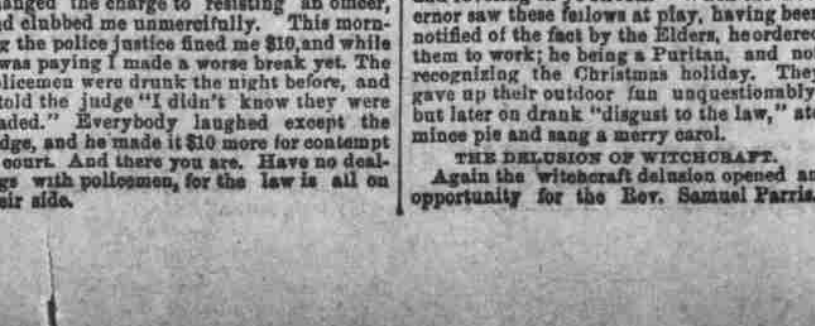 anged the charge to resisting an officer,
d clubbed me unmercifully. This morn-
g the police justice fined me $10, and while
was paying I made a worse break yet. The
licemen were drunk the night before, and
told the judge "I didn't know they were
aded." Everybody laughed except the
dge, and he made it $10 more for contempt
court. And there you are. Have no deal-
gs with policemen, for the law is all on
eir side.
ernor saw these fellows at play, having been
notified of the fact by the Elders, he ordered
them to work; he being a Puritan, and not
recognizing the Christmas holiday. They
gave up their outdoor fun unquestionably,
but later on drank "disgust to the law," ate
mince pie and sang a merry carol.
THE DELUSION OF WITCHCRAFT.
Again the witchcraft delusion opened an
opportunity for the Rev. Samuel Parris.